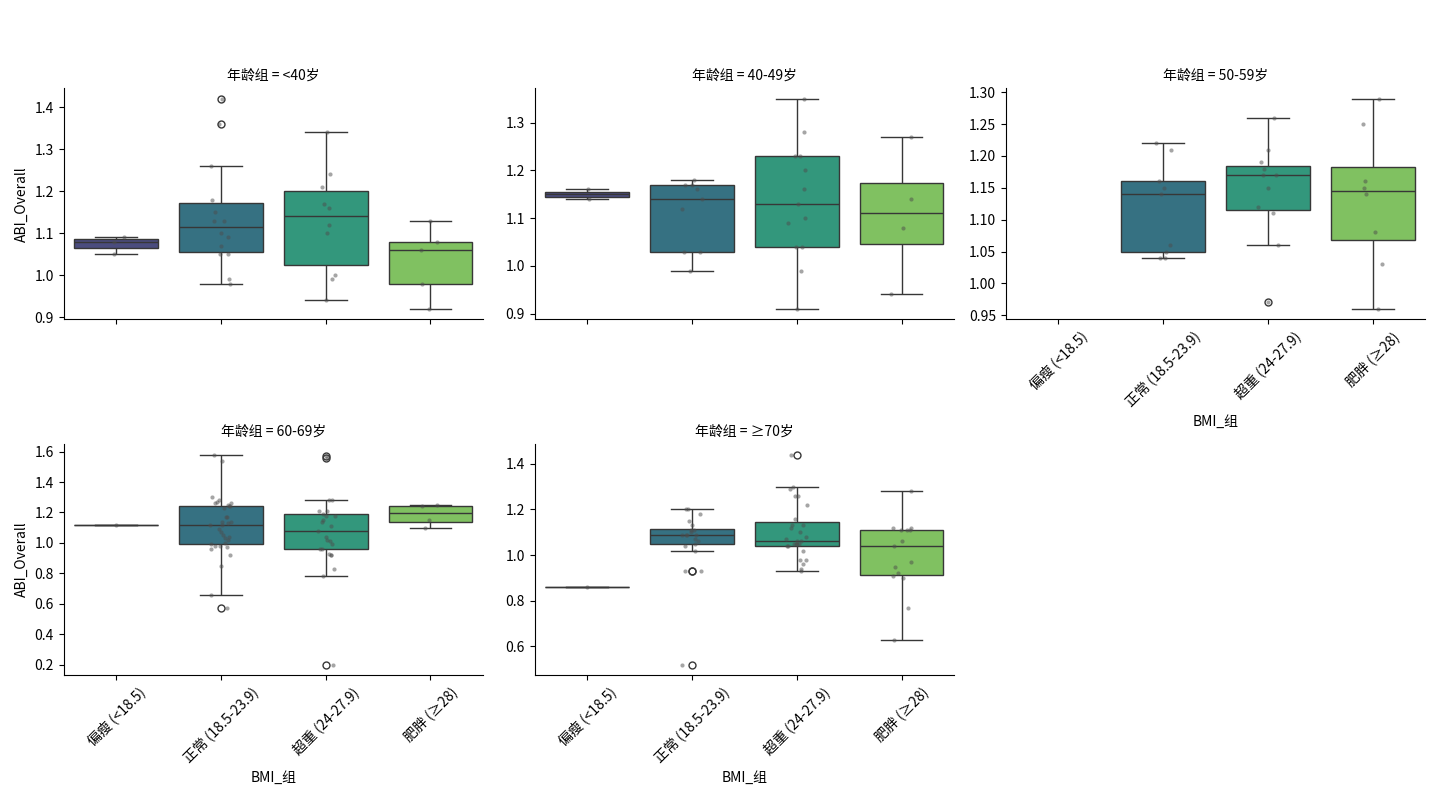 年龄组 = <40岁
年龄组 = 40-49岁
年龄组 = 50-59岁
ABI_Overall
1.4
1.3
1.2
1.1
1.0
0.9
1.3
1.2
1.1
1.0
0.9
1.30
1.25
1.20
1.15
1.10
1.05
1.00
0.95
偏瘦 (<18.5)
正常 (18.5-23.9)
超重 (24-27.9)
肥胖 (≥28)
BMI_组
年龄组 = 60-69岁
年龄组 = ≥70岁
ABI_Overall
1.6
1.4
1.2
1.0
0.8
0.6
0.4
0.2
1.4
1.2
1.0
0.8
0.6
偏瘦 (<18.5)
正常 (18.5-23.9)
超重 (24-27.9)
肥胖 (≥28)
偏瘦 (<18.5)
正常 (18.5-23.9)
超重 (24-27.9)
肥胖 (≥28)
BMI_组
BMI_组